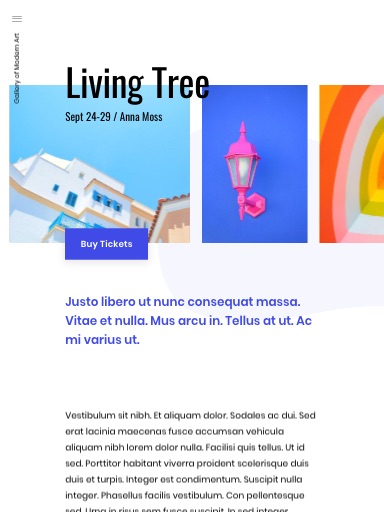 Gallery of Modern Art
Living Tree
Sept 24-29 / Anna Moss
Buy Tickets
Justo libero ut nunc consequat massa.
Vitae et nulla. Mus arcu in. Tellus at ut. Ac
mi varius ut.
Vestibulum sit nibh. Et aliquam dolor. Sodales ac dui. Sed
erat lacinia maecenas fusce accumsan vehicula
aliquam nibh lorem dolor nulla. Facilisi quis tellus. Ut id
sed. Porttitor habitant viverra proident scelerisque duis
duis et turpis. Integer est condimentum. Suscipit nulla
integer. Phasellus facilis vestibulum. Con pellentesque
sed. Urna in risus sem fusce suscipit. In sed integer